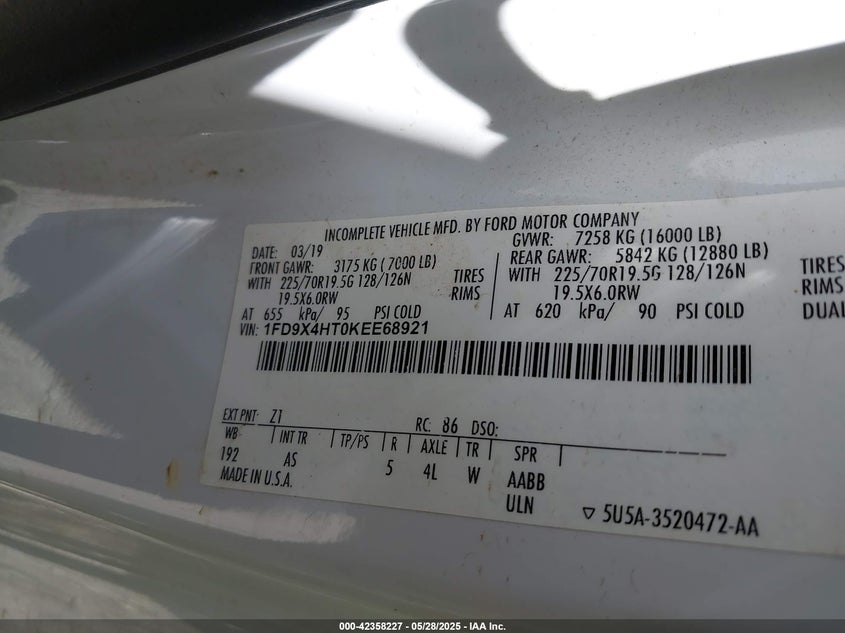 INCOMPLETE VEHICLE MFD. BY FORD MOTOR COMPANY
DATE: 03/19 GVWR: 7258 KG (16000 LB)
FRONT GAWR: 3175 KG ( 7000 LB) REAR GAWR: 5842 KG (12880 LB)
WITH 225/70R19.5G 128/126N TIRES WITH 225/70R19.5G 128/126N TIRES
19.5X6.0RW RIMS 19.5X6.0RW RIMS
AT 655 kPa/ 95 PSI COLD AT 620 kPa/ 90 PSI COLD DUAL
VIN: 1FD9X4HT0KEE68921
EXT PNT: Z1 RC: 86 DSO:
WB INT TR TP/PS R AXLE TR SPR
192 AS 5 4L W AABB
MADE IN U.S.A. ULN ▽ 5U5A-3520472-AA
000-42358227 - 05/28/2025 - IAA Inc.